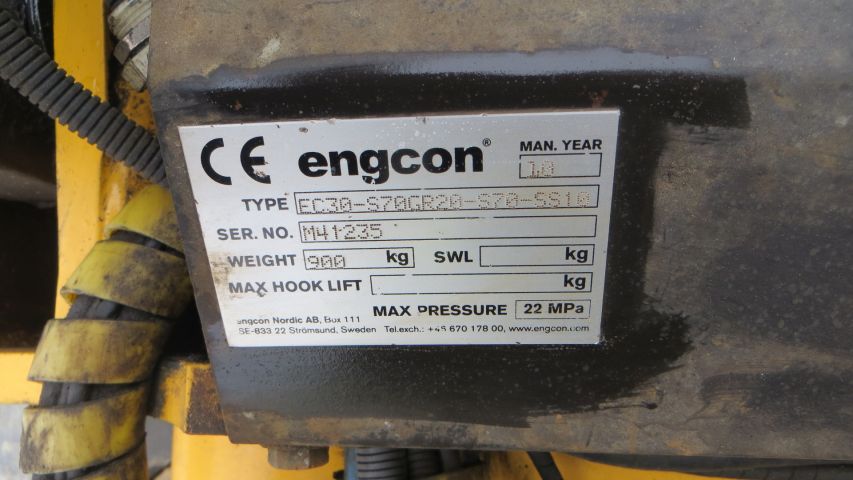 CE engcon® MAN. YEAR
10
TYPE EC30-S70GR20-S70-SS10
SER. NO. M41235
WEIGHT 900 kg SWL kg
MAX HOOK LIFT kg
MAX PRESSURE 22 MPa
engcon Nordic AB, Box 111
SE-833 22 Strömsund, Sweden Tel.exch.: +46 670 178 00, www.engcon.com